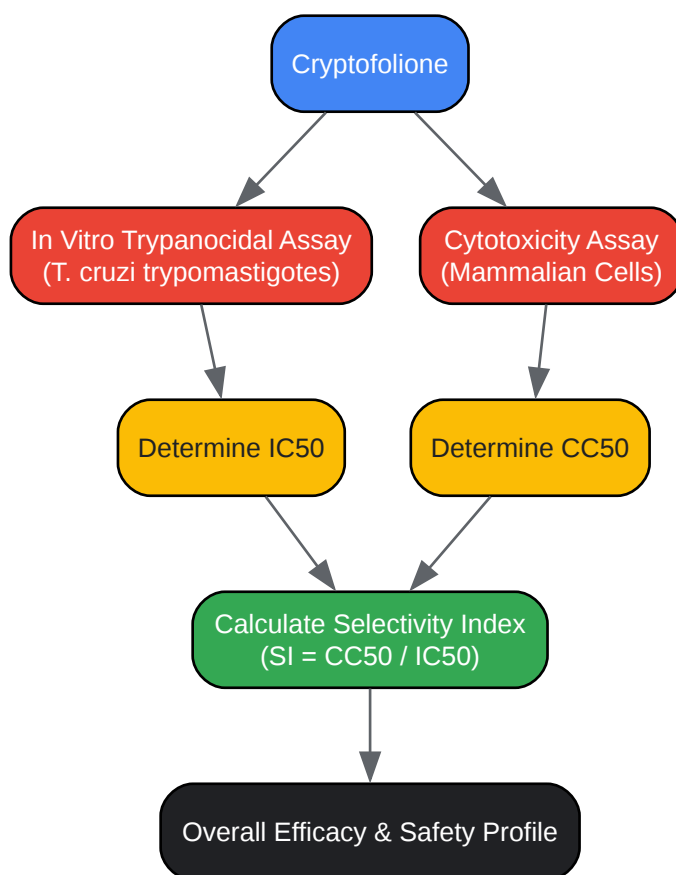 Cryptofolione
In Vitro Trypanocidal Assay
(T. cruzi trypomastigotes)
Cytotoxicity Assay
(Mammalian Cells)
Determine IC50
Determine CC50
Calculate Selectivity Index
(SI = CC50 / IC50)
Overall Efficacy & Safety Profile